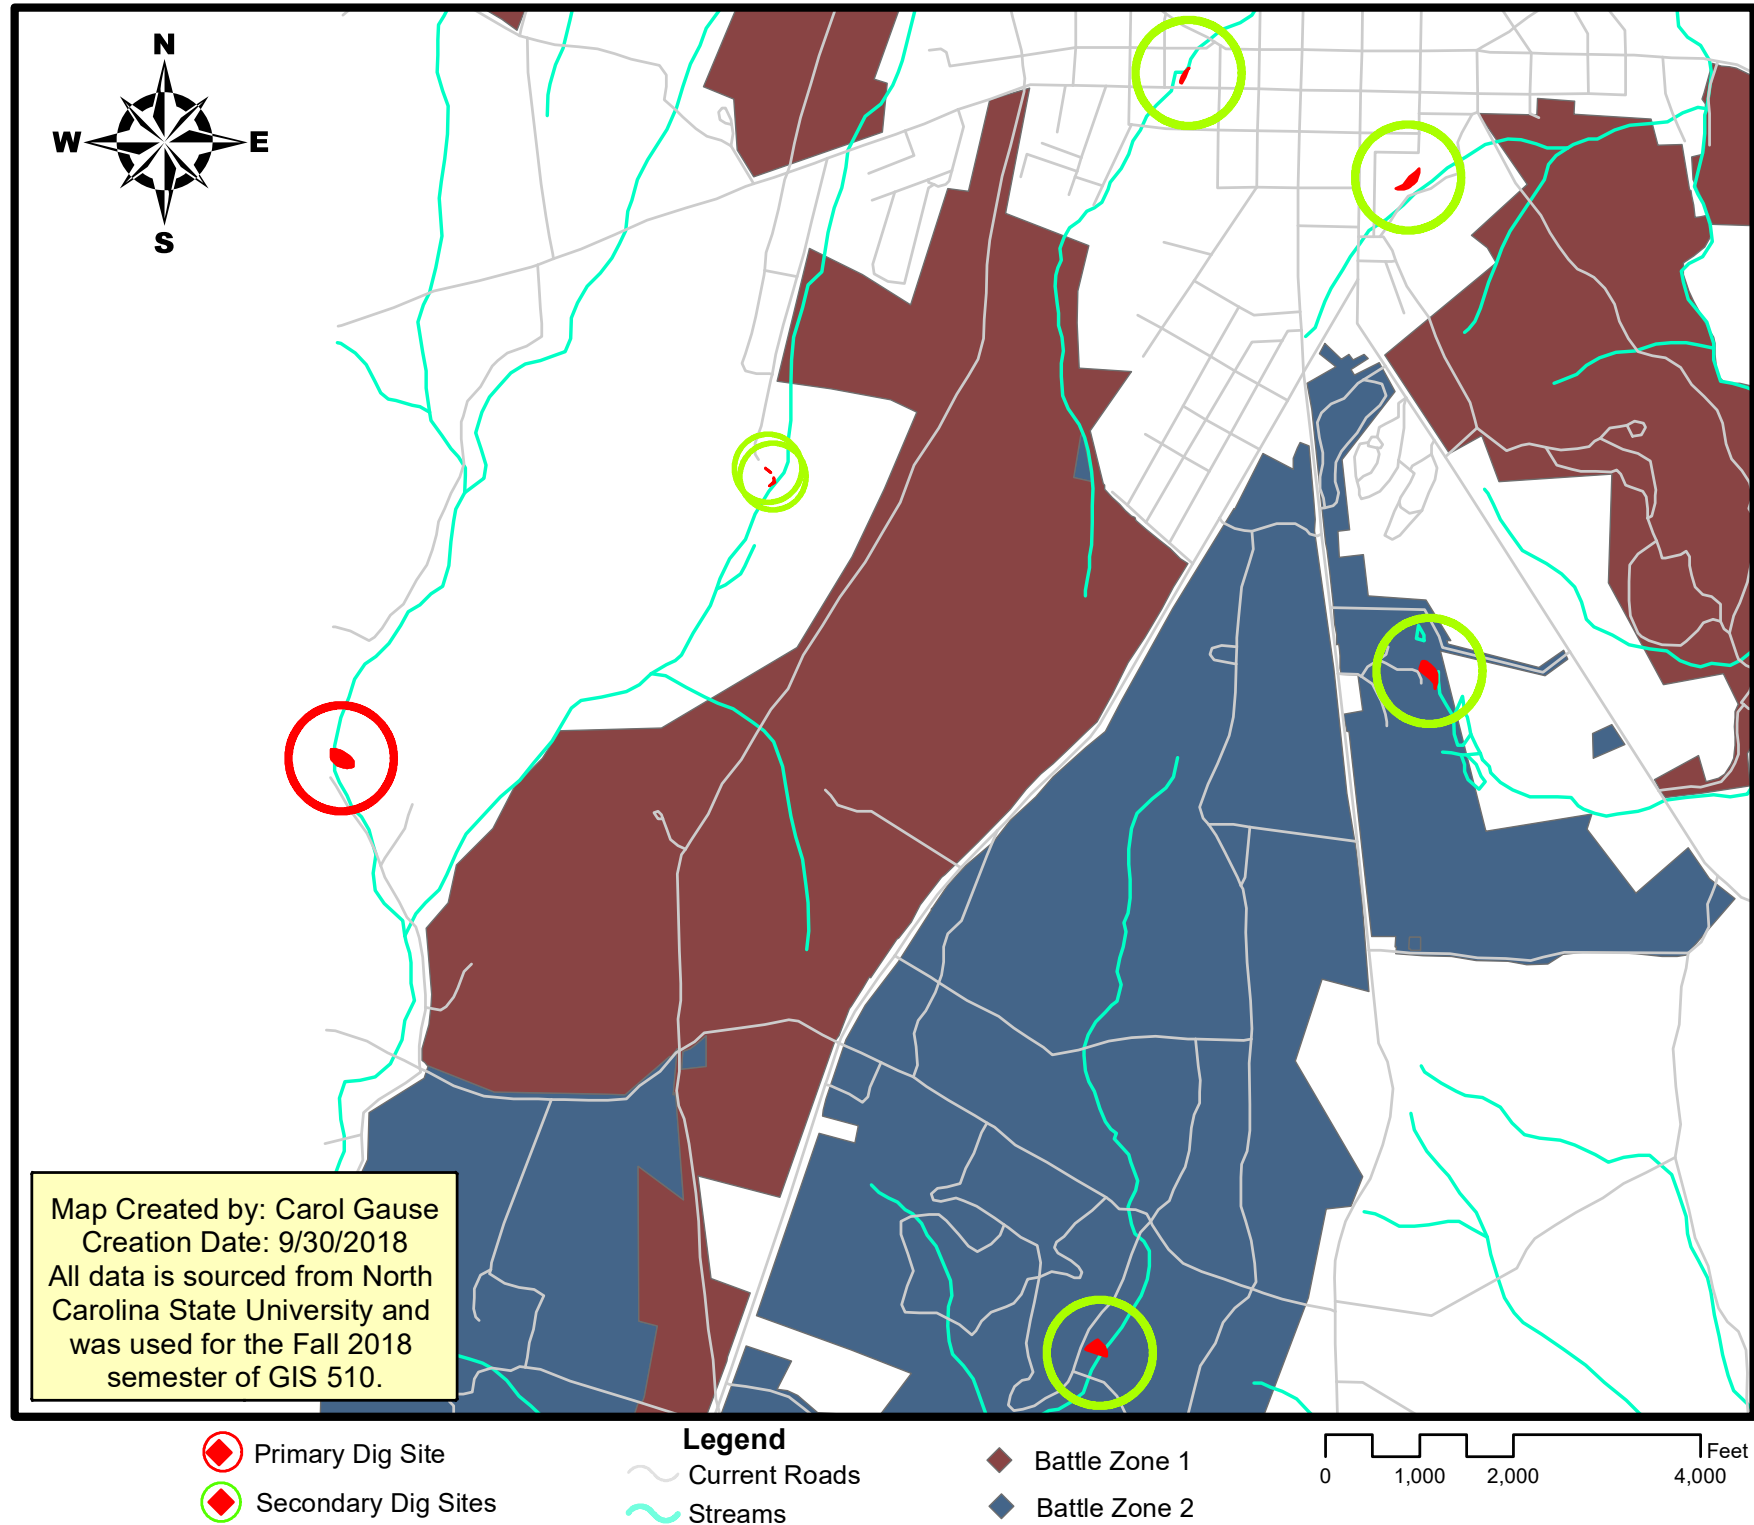 N
W E
S
Map Created by: Carol Gause
Creation Date: 9/30/2018
All data is sourced from North
Carolina State University and
was used for the Fall 2018
semester of GIS 510.
Legend
Primary Dig Site
Secondary Dig Sites
Current Roads
Streams
Battle Zone 1
Battle Zone 2
Feet
0 1,000 2,000 4,000